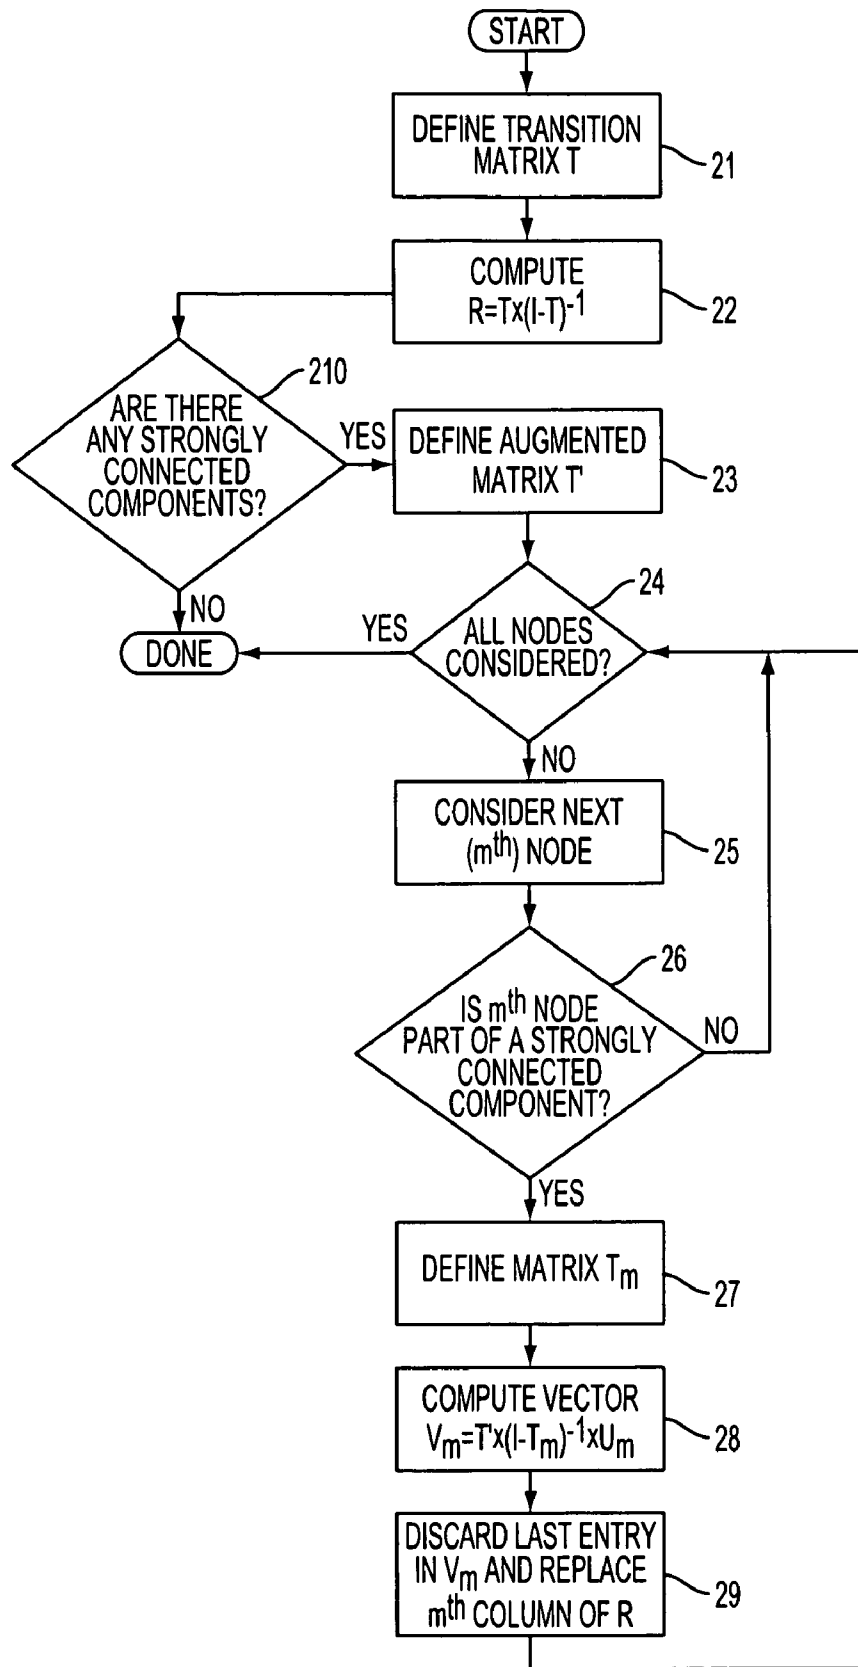 START
DEFINE TRANSITION
MATRIX T
21
COMPUTE
R=Tx(I-T)⁻¹
22
210
ARE THERE
ANY STRONGLY
CONNECTED
COMPONENTS?
YES
DEFINE AUGMENTED
MATRIX T'
23
NO
DONE
24
YES
ALL NODES
CONSIDERED?
NO
CONSIDER NEXT
(mᵗʰ) NODE
25
26
IS mᵗʰ NODE
PART OF A STRONGLY
CONNECTED
COMPONENT?
NO
YES
DEFINE MATRIX Tₘ
27
COMPUTE VECTOR
Vₘ=T'x(I-Tₘ)⁻¹xUₘ
28
DISCARD LAST ENTRY
IN Vₘ AND REPLACE
mᵗʰ COLUMN OF R
29